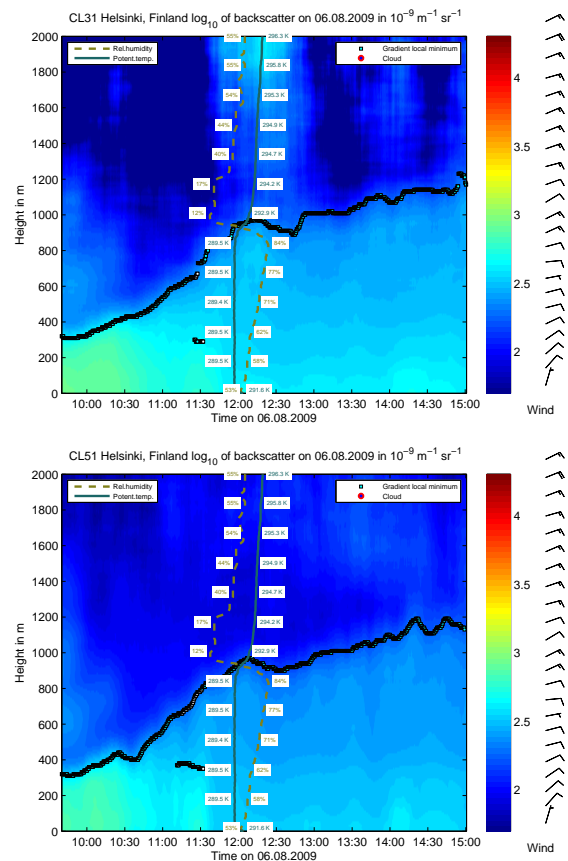 CL31 Helsinki, Finland log10 of backscatter on 06.08.2009 in 10−9 m−1 sr−1
Rel.humidity
Potent.temp.
Gradient local minimum
Cloud
Height in m
2000
1800
1600
1400
1200
1000
800
600
400
200
0
55%
55%
54%
44%
40%
17%
12%
84%
77%
71%
62%
58%
53%
296.3 K
295.8 K
295.3 K
294.9 K
294.7 K
294.2 K
292.9 K
289.5 K
289.5 K
289.4 K
289.5 K
289.5 K
291.6 K
10:00 10:30 11:00 11:30 12:00 12:30 13:00 13:30 14:00 14:30 15:00
Time on 06.08.2009
4
3.5
3
2.5
2
Wind
CL51 Helsinki, Finland log10 of backscatter on 06.08.2009 in 10−9 m−1 sr−1
Rel.humidity
Potent.temp.
Gradient local minimum
Cloud
Height in m
2000
1800
1600
1400
1200
1000
800
600
400
200
0
55%
55%
54%
44%
40%
17%
12%
84%
77%
71%
62%
58%
53%
296.3 K
295.8 K
295.3 K
294.9 K
294.7 K
294.2 K
292.9 K
289.5 K
289.5 K
289.4 K
289.5 K
289.5 K
291.6 K
10:00 10:30 11:00 11:30 12:00 12:30 13:00 13:30 14:00 14:30 15:00
Time on 06.08.2009
4
3.5
3
2.5
2
Wind